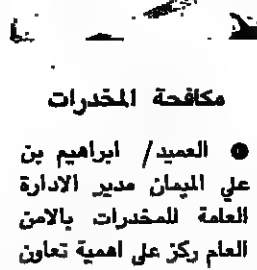 مكافحة المخدرات
● العميد/ ابراهيم بن
علي الميمان مدير الادارة
العامة للمخدرات بالامن
العام ركز على اهمية تعاون